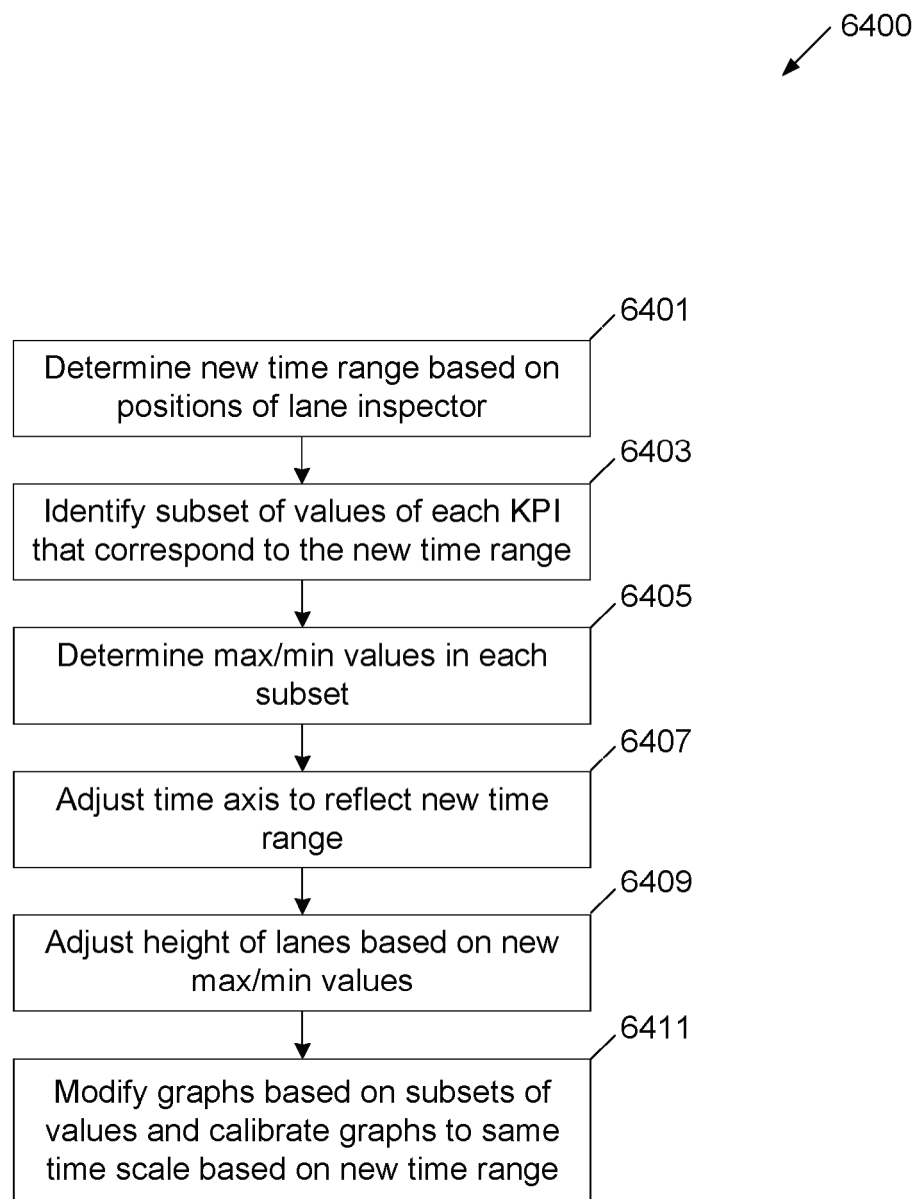 6400
6401
Determine new time range based on
positions of lane inspector
6403
Identify subset of values of each KPI
that correspond to the new time range
6405
Determine max/min values in each
subset
6407
Adjust time axis to reflect new time
range
6409
Adjust height of lanes based on new
max/min values
6411
Modify graphs based on subsets of
values and calibrate graphs to same
time scale based on new time range